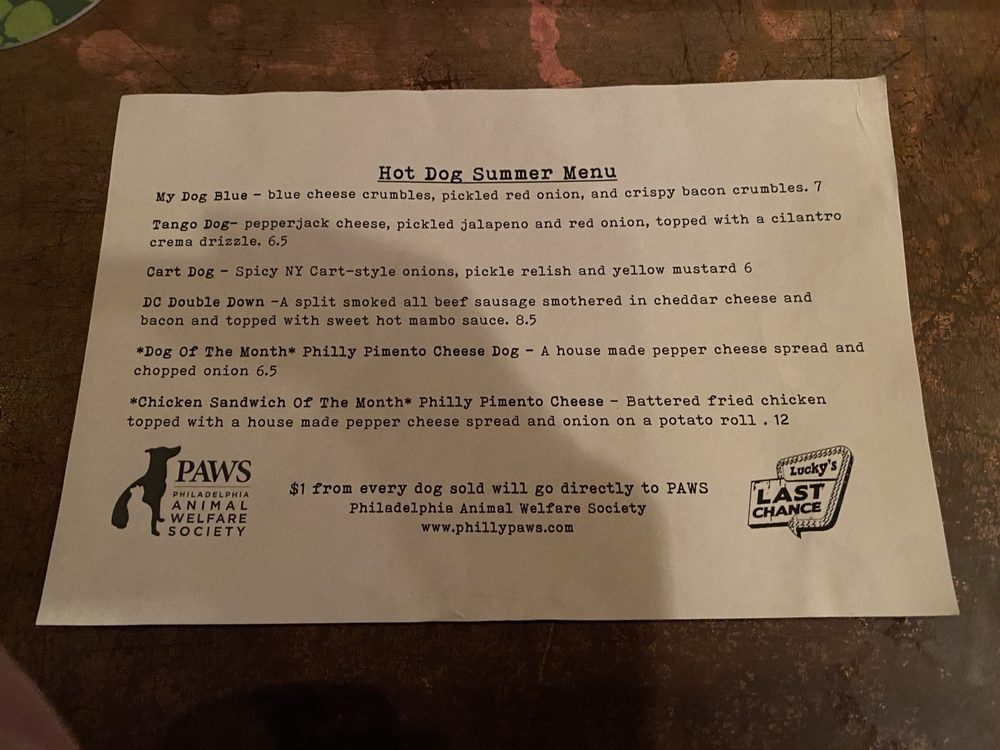 Hot Dog Summer Menu
My Dog Blue - blue cheese crumbles, pickled red onion, and crispy bacon crumbles. 7
Tango Dog- pepperjack cheese, pickled jalapeno and red onion, topped with a cilantro
crema drizzle. 6.5
Cart Dog - Spicy NY Cart-style onions, pickle relish and yellow mustard 6
DC Double Down -A split smoked all beef sausage smothered in cheddar cheese and
bacon and topped with sweet hot mambo sauce. 8.5
*Dog Of The Month* Philly Pimento Cheese Dog - A house made pepper cheese spread and
chopped onion 6.5
*Chicken Sandwich Of The Month* Philly Pimento Cheese - Battered fried chicken
topped with a house made pepper cheese spread and onion on a potato roll . 12
PAWS
PHILADELPHIA
ANIMAL
WELFARE
SOCIETY
$1 from every dog sold will go directly to PAWS
Philadelphia Animal Welfare Society
www.phillypaws.com
Lucky's
LAST
CHANCE